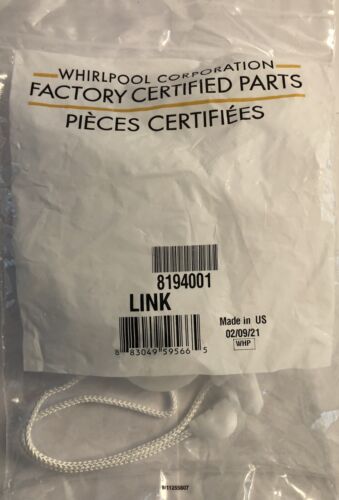 WHIRLPOOL CORPORATION
FACTORY CERTIFIED PARTS
PIÈCES CERTIFIÉES
8194001
LINK
Made in US
02/09/21
WHP
8 83049 59566 5
W11255807